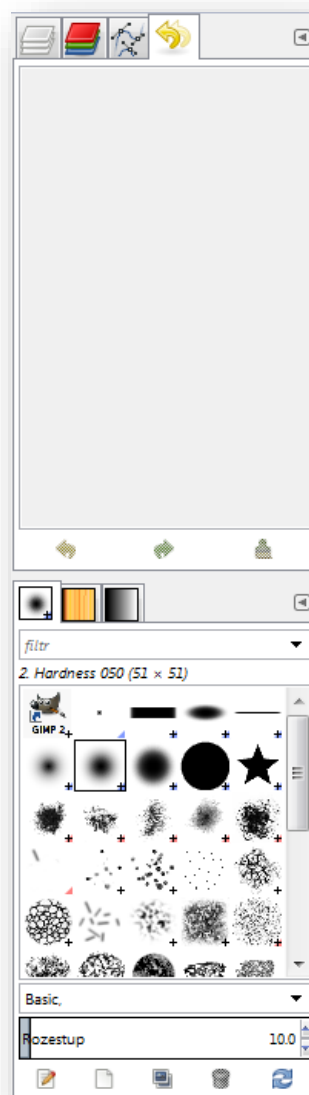 filtr
2. Hardness 050 (51 × 51)
GIMP 2
Basic,
Rozestup 10.0